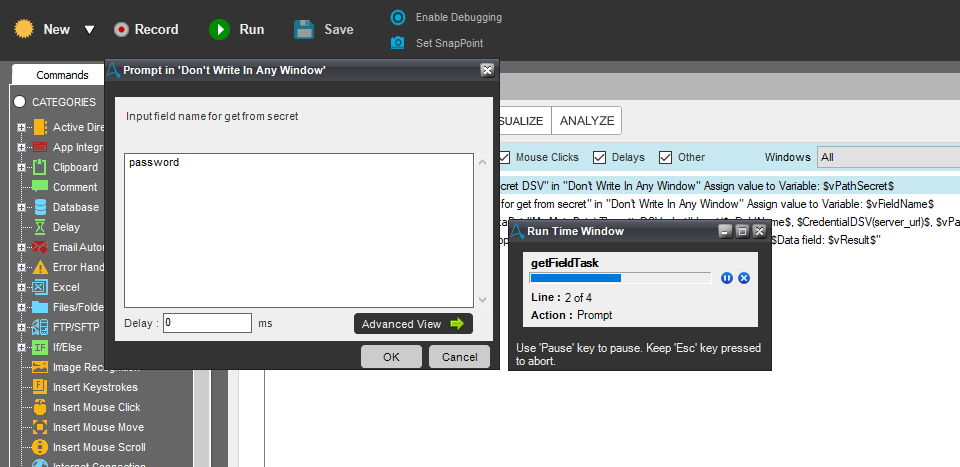 New
Record
Run
Save
Enable Debugging
Set SnapPoint
Commands
CATEGORIES
Active Dire
App Integra
Clipboard
Comment
Database
Delay
Email Autor
Error Hand
Excel
Files/Folde
FTP/SFTP
If/Else
Image Recognition
Insert Keystrokes
Insert Mouse Click
Insert Mouse Move
Insert Mouse Scroll
Internet Connection
Prompt in 'Don't Write In Any Window'
Input field name for get from secret
password
Delay : 0 ms
Advanced View
OK Cancel
SUALIZE ANALYZE
Mouse Clicks Delays Other Windows All
cret DSV" in "Don't Write In Any Window" Assign value to Variable: $vPathSecret$
for get from secret" in "Don't Write In Any Window" Assign value to Variable: $vFieldName$
Name$, $CredentialDSV(server_url)$, $vPa
$Data field: $vResult$"
Run Time Window
getFieldTask
Line : 2 of 4
Action : Prompt
Use 'Pause' key to pause. Keep 'Esc' key pressed
to abort.